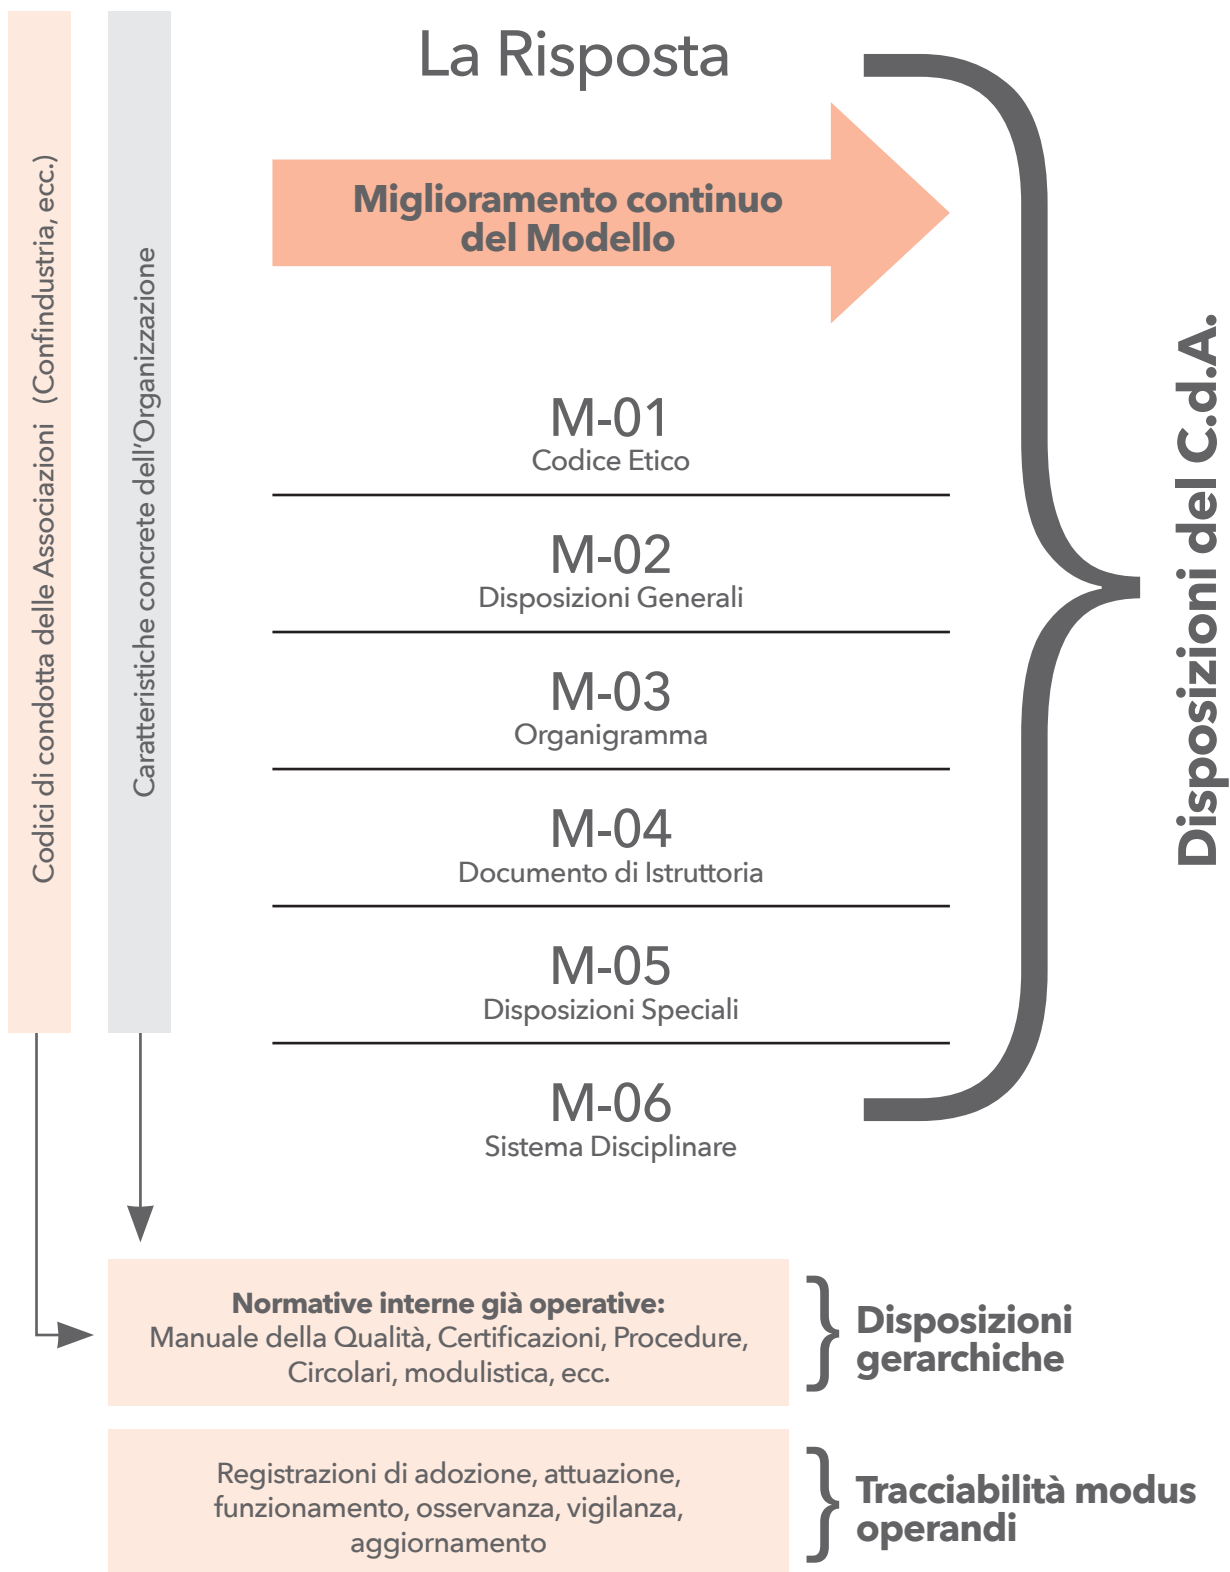 La Risposta
Miglioramento continuo
del Modello
Codici di condotta delle Associazioni (Confindustria, ecc.)
Caratteristiche concrete dell'Organizzazione
M-01
Codice Etico
M-02
Disposizioni Generali
M-03
Organigramma
M-04
Documento di Istruttoria
M-05
Disposizioni Speciali
M-06
Sistema Disciplinare
Disposizioni del C.d.A.
Normative interne già operative:
Manuale della Qualità, Certificazioni, Procedure,
Circolari, modulistica, ecc.
Disposizioni
gerarchiche
Registrazioni di adozione, attuazione,
funzionamento, osservanza, vigilanza,
aggiornamento
Tracciabilità modus
operandi